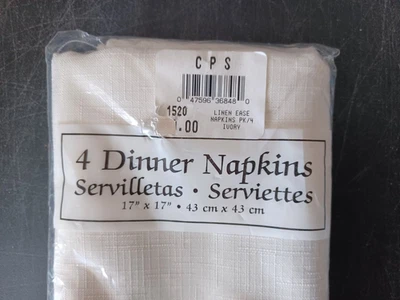 C P S
0 47596 36848 0
1520
LINEN EASE
NAPKINS PK/4
IVORY
.00
4 Dinner Napkins
Servilletas • Serviettes
17" x 17" • 43 cm x 43 cm